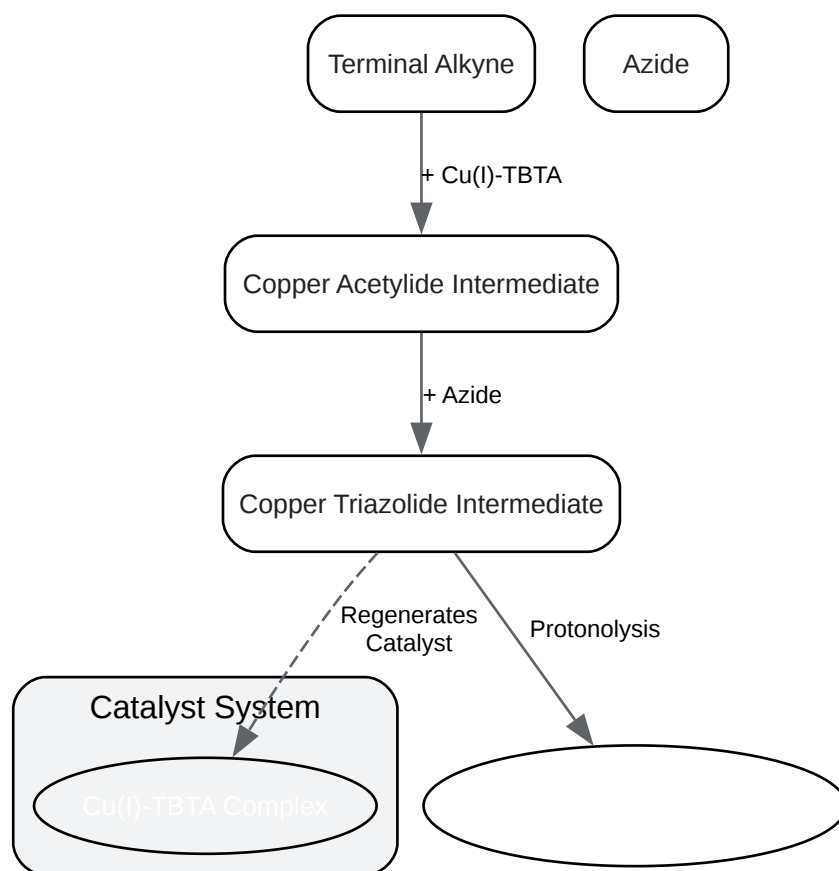 Terminal Alkyne
Azide
+ Cu(I)-TBTA
Copper Acetylide Intermediate
+ Azide
Copper Triazolide Intermediate
Regenerates
Catalyst
Protonolysis
Catalyst System
Cu(I)-TBTA Complex